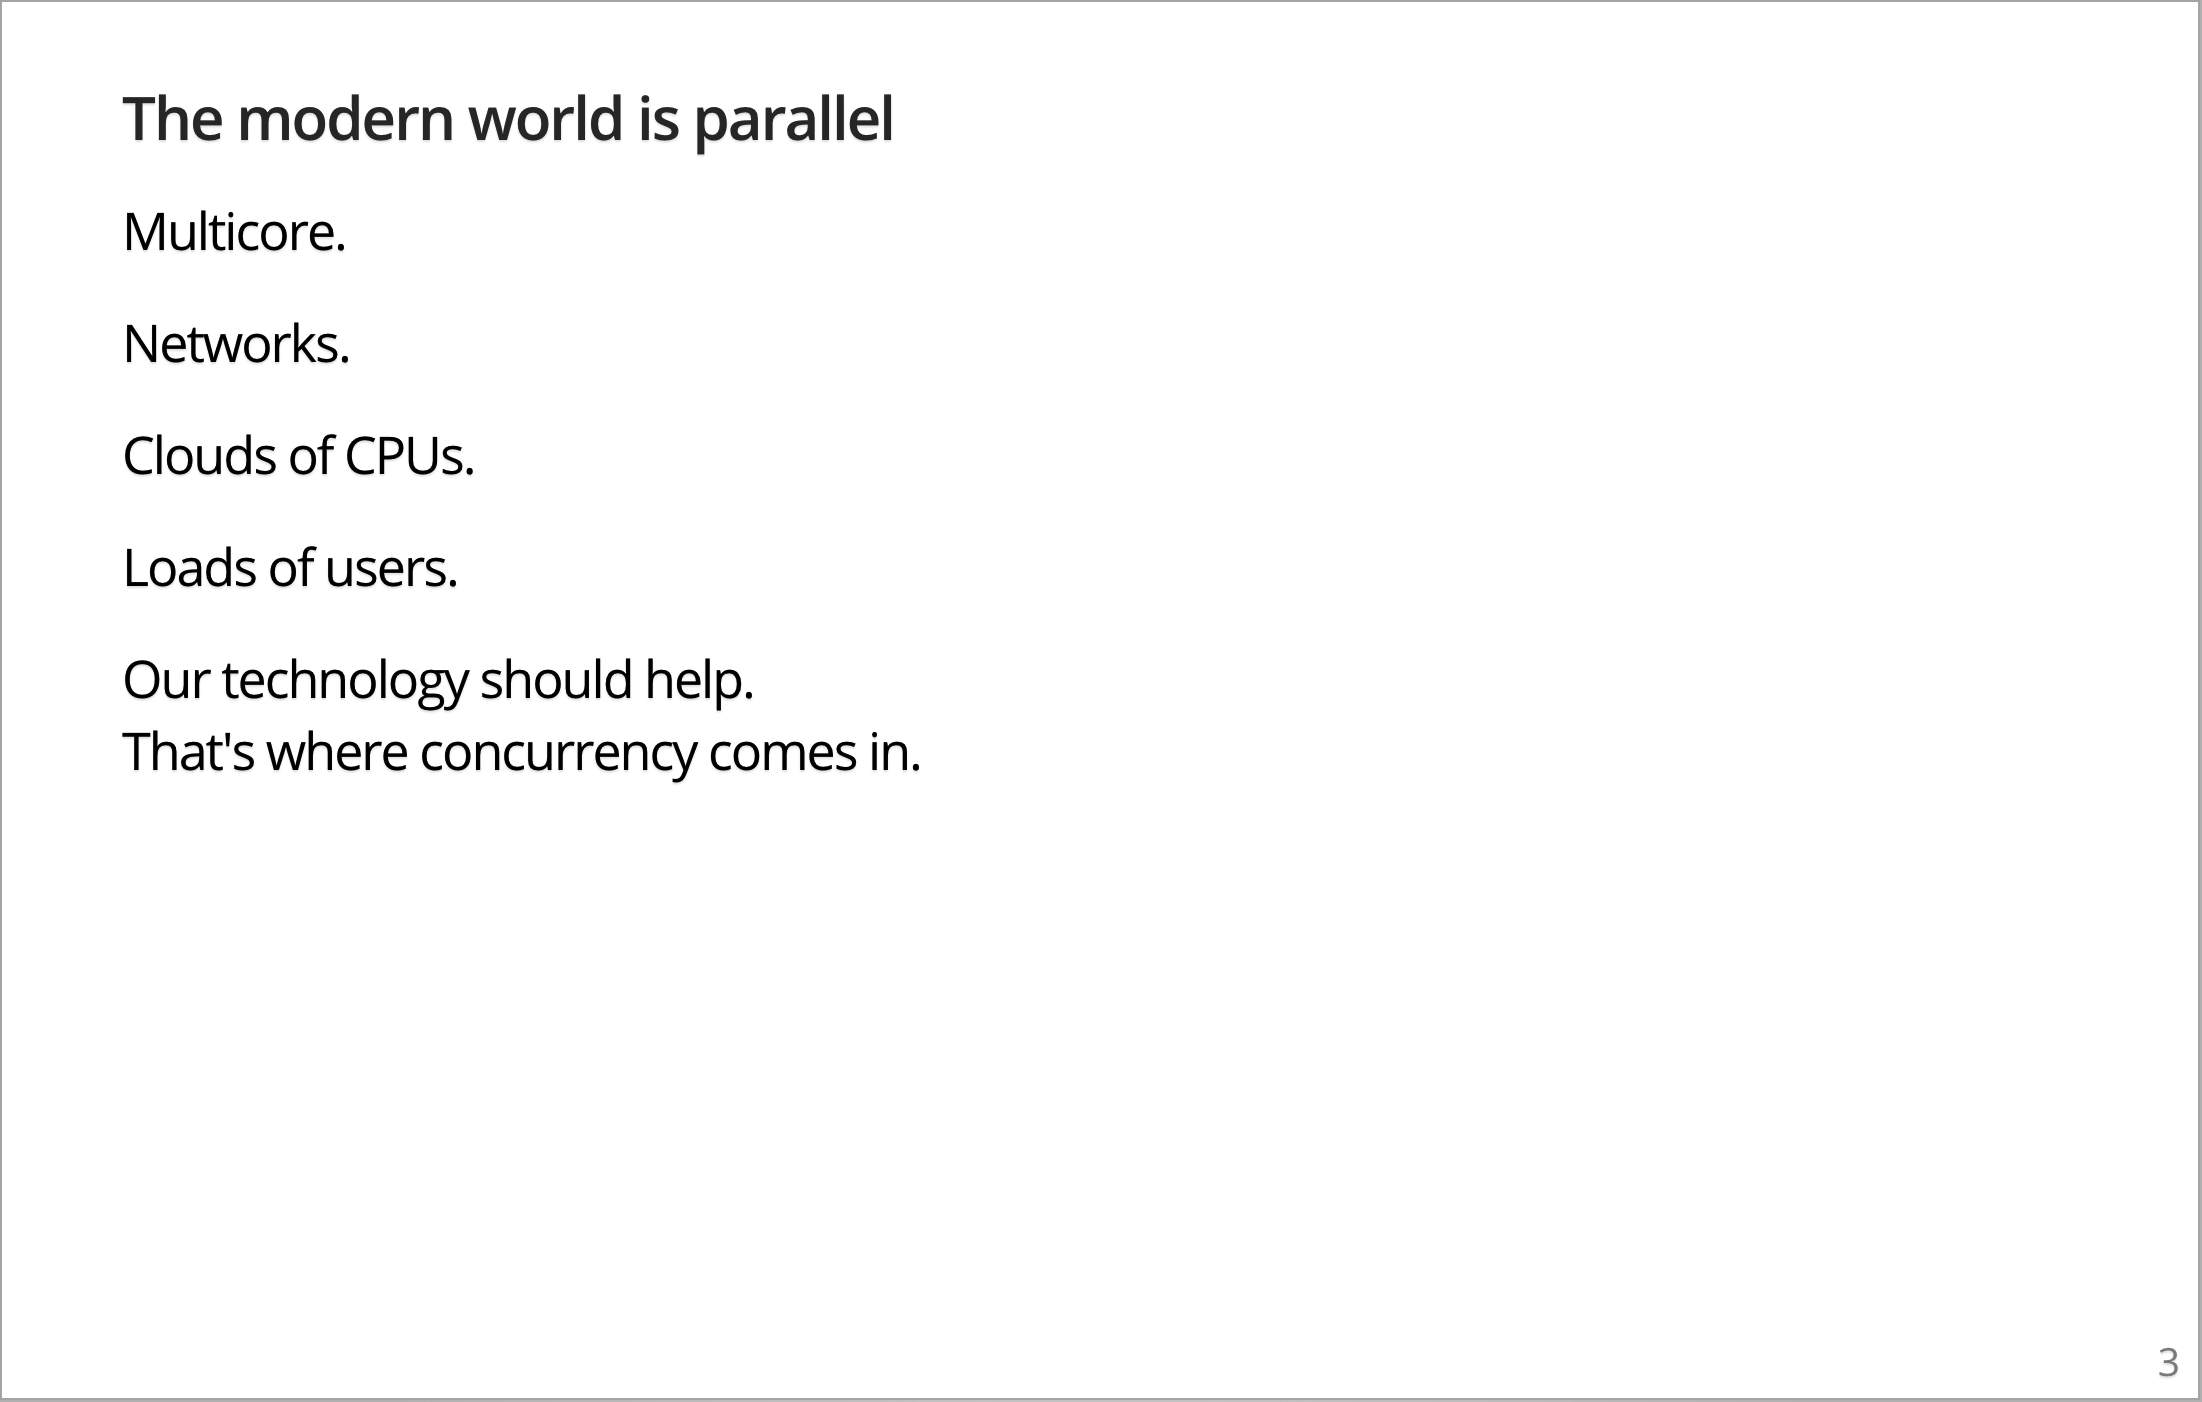 The modern world is parallel
Multicore.
Networks.
Clouds of CPUs.
Loads of users.
Our technology should help.
That's where concurrency comes in.
3